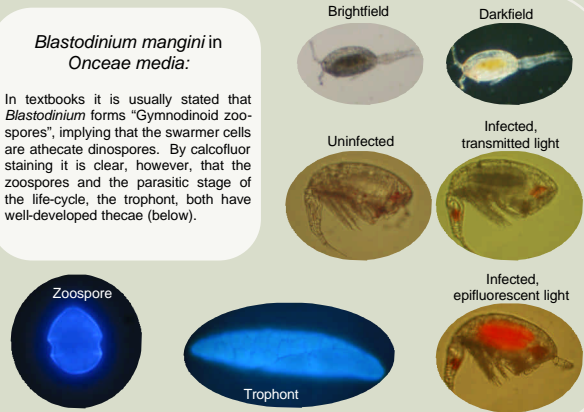 Blastodinium mangini in
Onceae media:
In textbooks it is usually stated that
Blastodinium forms “Gymnodinoid zoo-
spores”, implying that the swarmer cells
are athecate dinospores. By calcofluor
staining it is clear, however, that the
zoospores and the parasitic stage of
the life-cycle, the trophont, both have
well-developed thecae (below).
Brightfield
Darkfield
Uninfected
Infected,
transmitted light
Zoospore
Trophont
Infected,
epifluorescent light